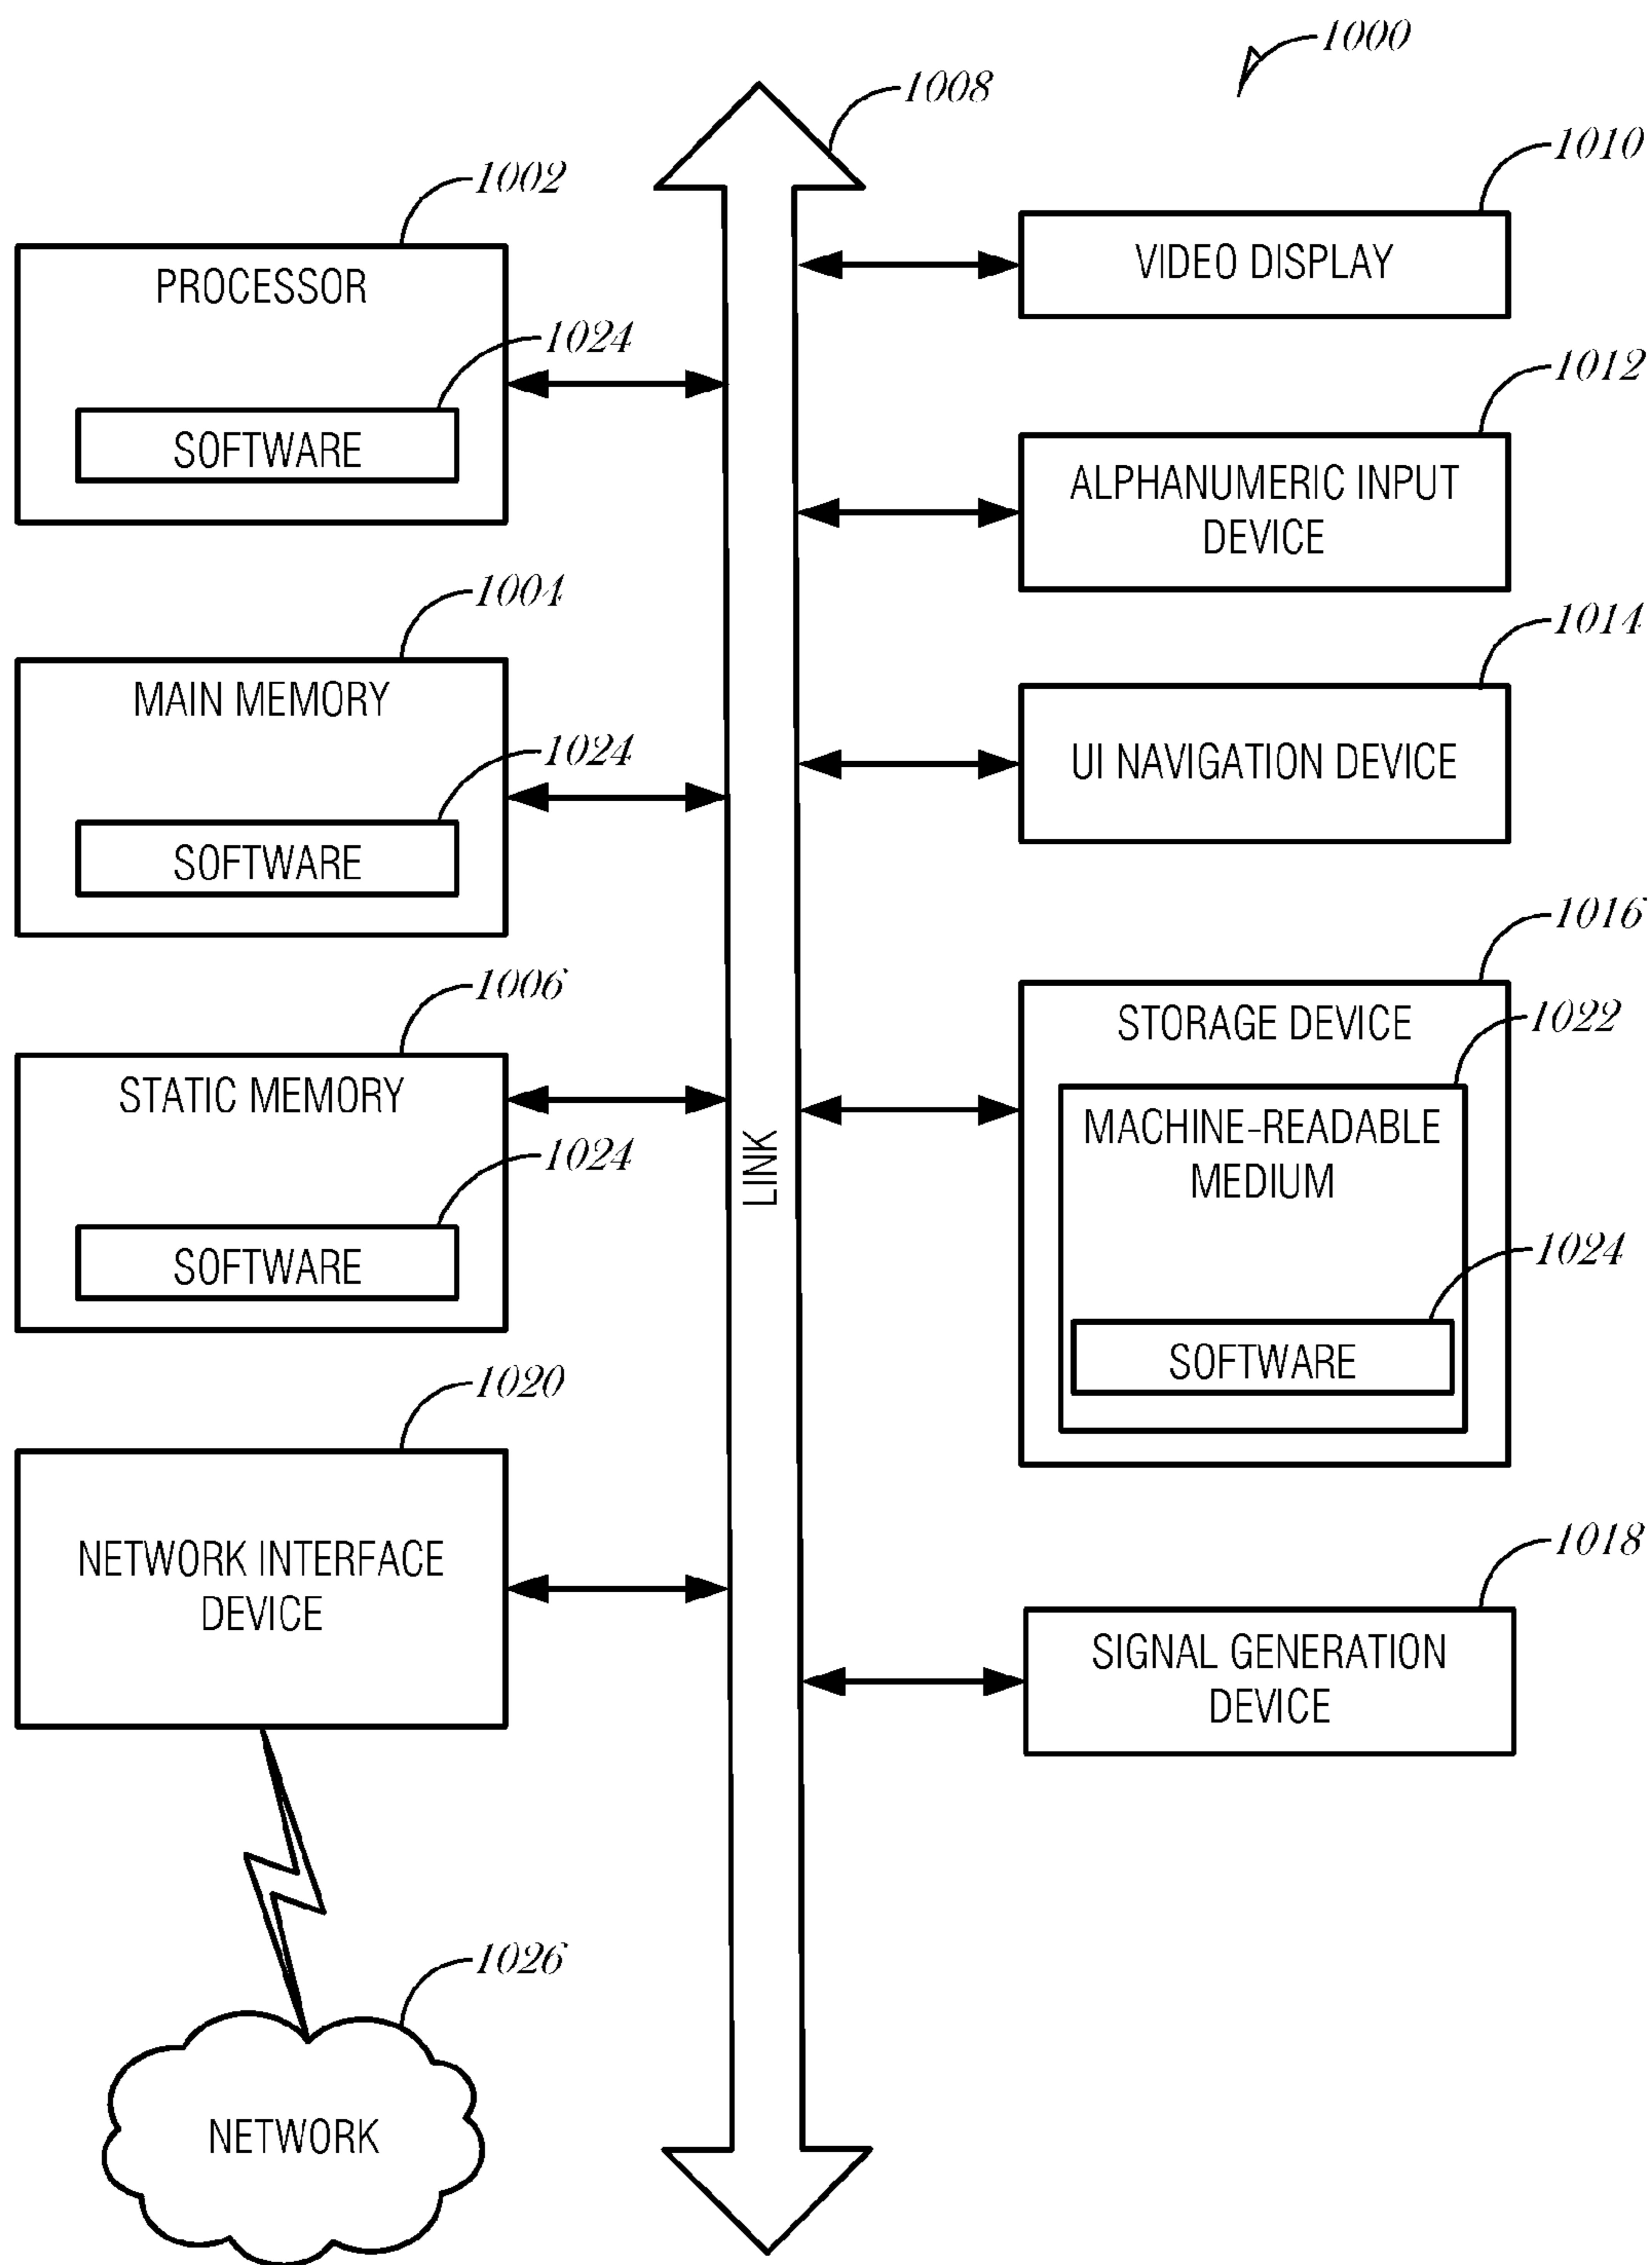 1000
1008
1002
PROCESSOR
1024
SOFTWARE
1004
MAIN MEMORY
1024
SOFTWARE
1006
STATIC MEMORY
1024
SOFTWARE
1020
NETWORK INTERFACE
DEVICE
1026
NETWORK
LINK
1010
VIDEO DISPLAY
1012
ALPHANUMERIC INPUT
DEVICE
1014
UI NAVIGATION DEVICE
1016
STORAGE DEVICE
1022
MACHINE-READABLE
MEDIUM
1024
SOFTWARE
1018
SIGNAL GENERATION
DEVICE